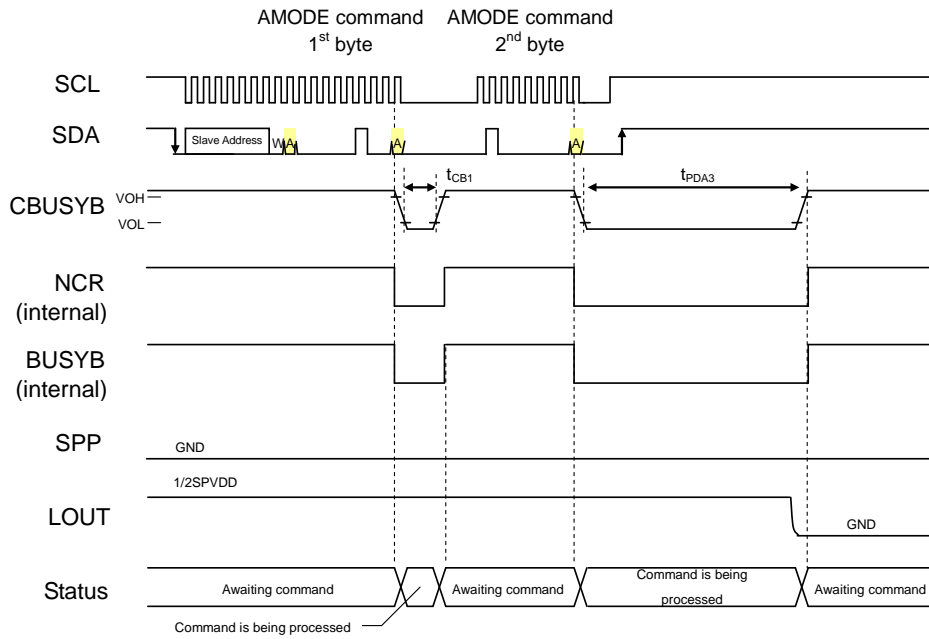 AMODE command
1st byte
AMODE command
2nd byte
SCL
SDA
Slave Address
W
A
A
A
tCB1
tPDA3
CBUSYB
VOH
VOL
NCR
(internal)
BUSYB
(internal)
SPP
GND
1/2SPVDD
LOUT
GND
Status
Awaiting command
Awaiting command
Command is being
processed
Awaiting command
Command is being processed